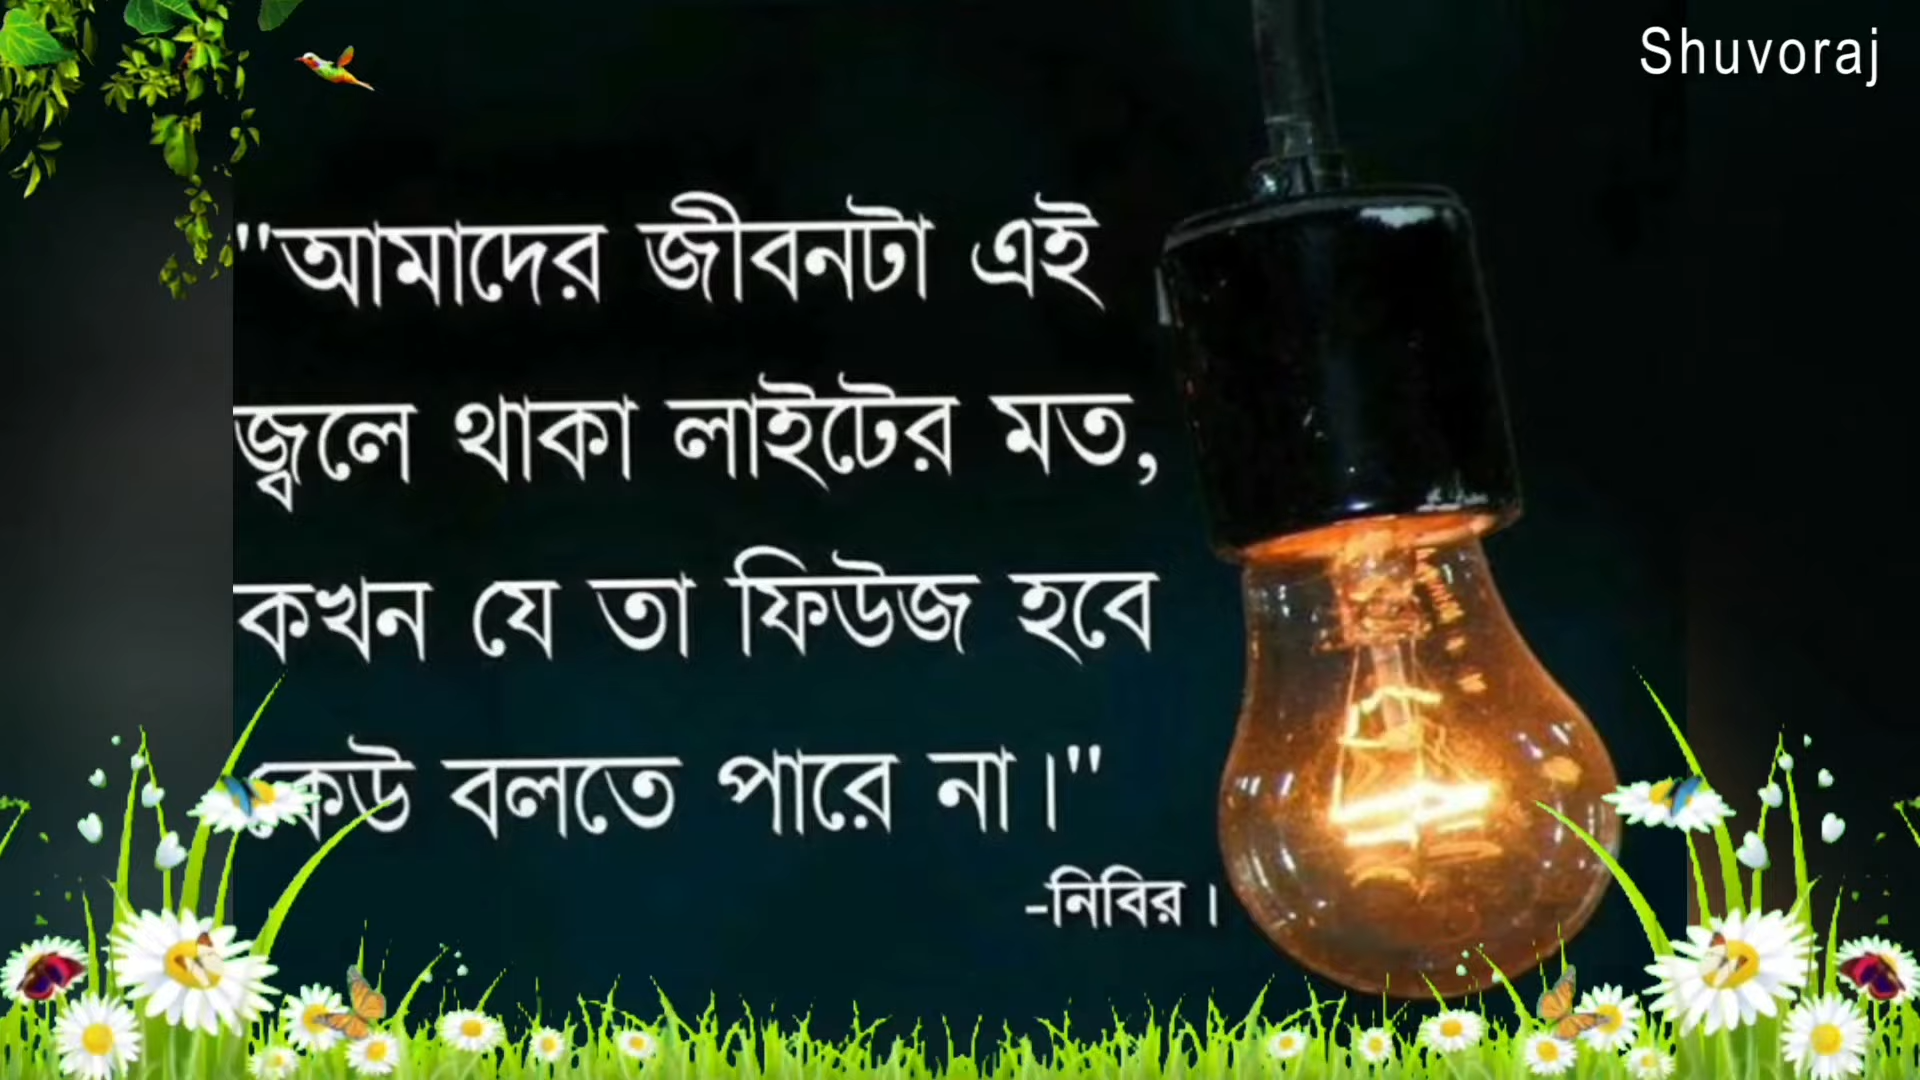 Shuvoraj
"আমাদের জীবনটা এই
জ্বলে থাকা লাইটের মত,
কখন যে তা ফিউজ হবে
কেউ বলতে পারে না।"
-নিবির।